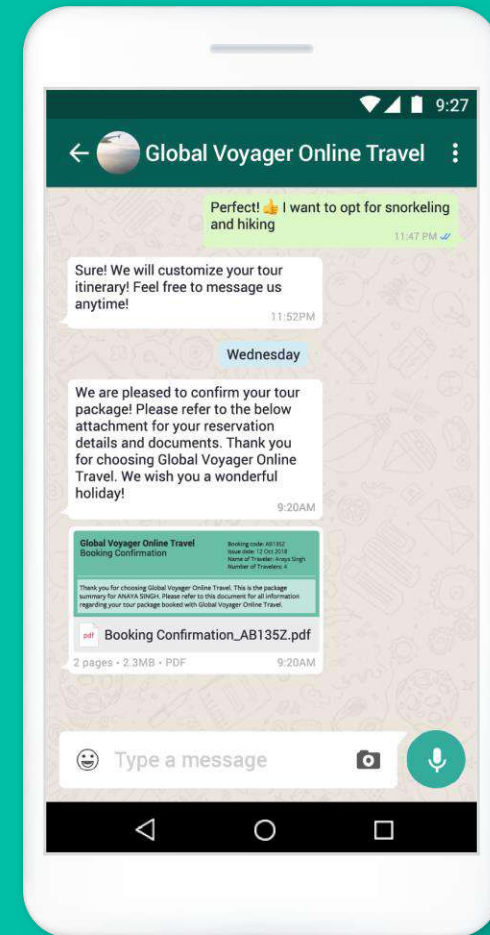 9:27
Global Voyager Online Travel
Perfect! 👍 I want to opt for snorkeling
and hiking
11:47 PM
Sure! We will customize your tour
itinerary! Feel free to message us
anytime!
11:52PM
Wednesday
We are pleased to confirm your tour
package! Please refer to the below
attachment for your reservation
details and documents. Thank you
for choosing Global Voyager Online
Travel. We wish you a wonderful
holiday!
9:20AM
Global Voyager Online Travel
Booking Confirmation
Booking code: AB135Z
Issue date: 12 Oct 2018
Name of Traveler: Anaya Singh
Number of Travelers: 4
Thank you for choosing Global Voyager Online Travel. This is the package
summary for ANAYA SINGH. Please refer to this document for all information
regarding your tour package booked with Global Voyager Online Travel.
pdf Booking Confirmation_AB135Z.pdf
2 pages • 2.3MB • PDF 9:20AM
Type a message